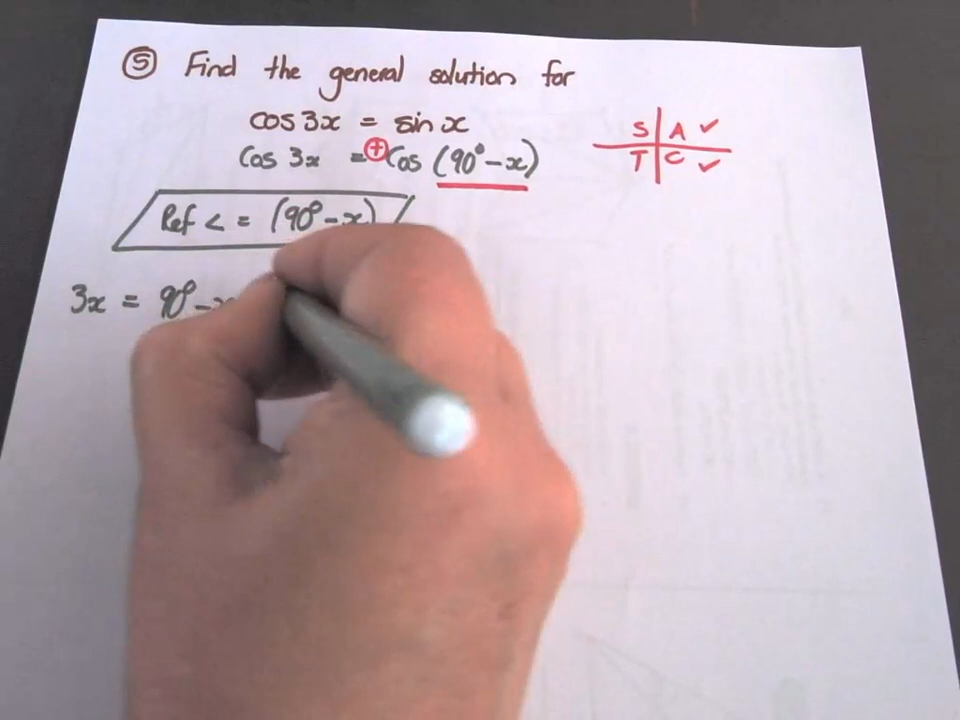 ⑤ Find the general solution for
cos 3x = sin x
Cos 3x = + Cos (90° - x)
S A ✓
T C ✓
Ref < = (90° - x)
3x = 90° - x